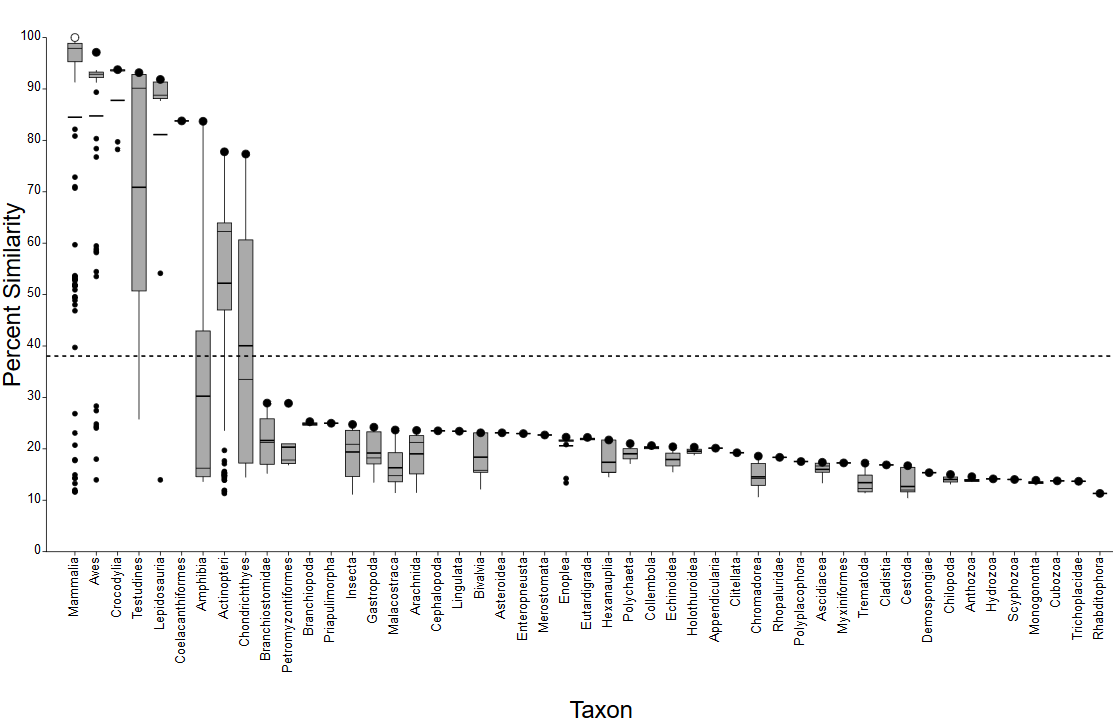 Percent Similarity
100
90
80
70
60
50
40
30
20
10
0
Mammalia
Aves
Crocodylia
Testudines
Lepidosauria
Coelacanthiformes
Amphibia
Actinopteri
Chondrichthyes
Branchiostomidae
Petromyzontiformes
Branchiopoda
Priapulimorpha
Insecta
Gastropoda
Malacostraca
Arachnida
Cephalopoda
Lingulata
Bivalvia
Asteroidea
Enteropneusta
Merostomata
Enoplea
Eutardigrada
Hexanauplia
Polychaeta
Collembola
Echinoidea
Holothuroidea
Appendicularia
Clitellata
Chromadorea
Rhopaluridae
Polyplacophora
Ascidiacea
Myxiniformes
Trematoda
Cladistia
Cestoda
Demospongiae
Chilopoda
Anthozoa
Hydrozoa
Scyphozoa
Monogononta
Cubozoa
Trichoplacidae
Rhabditophora
Taxon